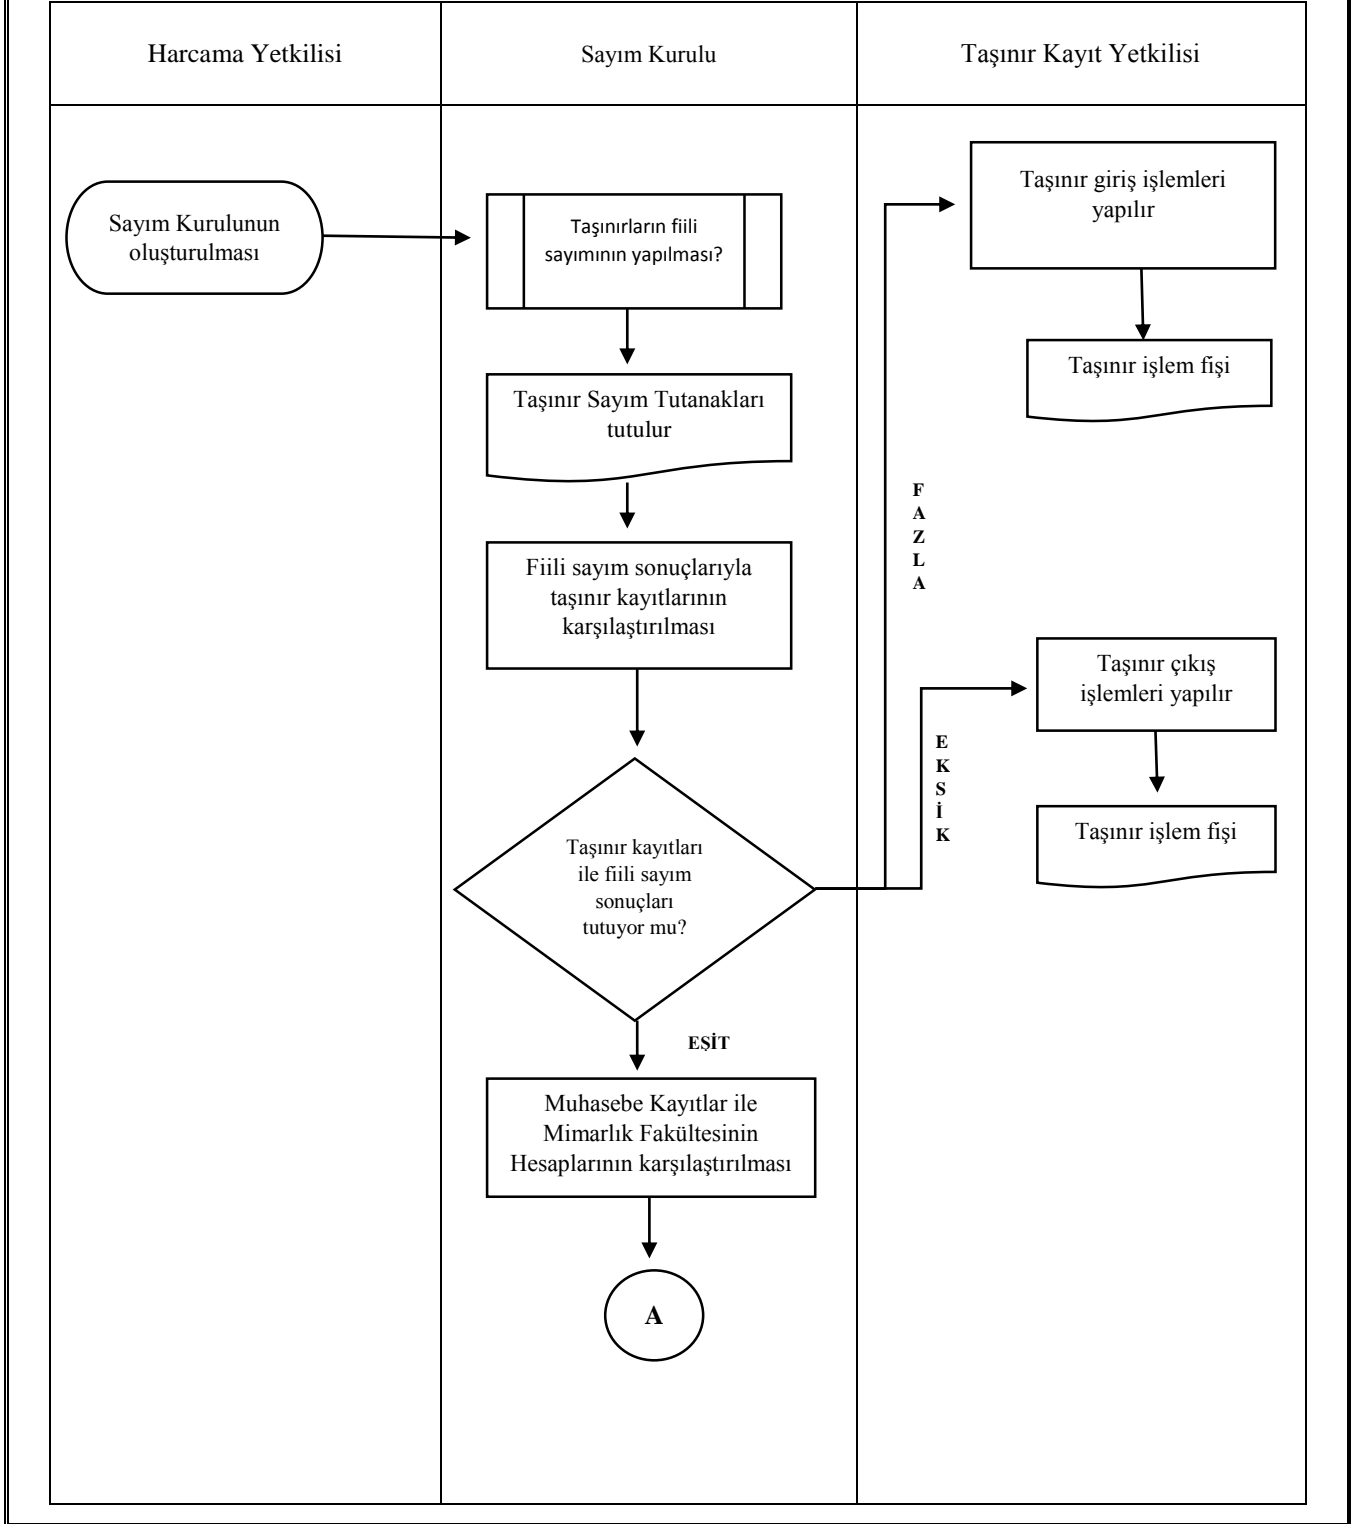 Harcama Yetkilisi
Sayım Kurulu
Taşınır Kayıt Yetkilisi
Sayım Kurulunun
oluşturulması
Taşınırların fiili
sayımının yapılması?
Taşınır Sayım Tutanakları
tutulur
Fiili sayım sonuçlarıyla
taşınır kayıtlarının
karşılaştırılması
Taşınır kayıtları
ile fiili sayım
sonuçları
tutuyor mu?
EŞİT
Muhasebe Kayıtlar ile
Mimarlık Fakültesinin
Hesaplarının karşılaştırılması
A
F
A
Z
L
A
Taşınır giriş işlemleri
yapılır
Taşınır işlem fişi
E
K
S
İ
K
Taşınır çıkış
işlemleri yapılır
Taşınır işlem fişi